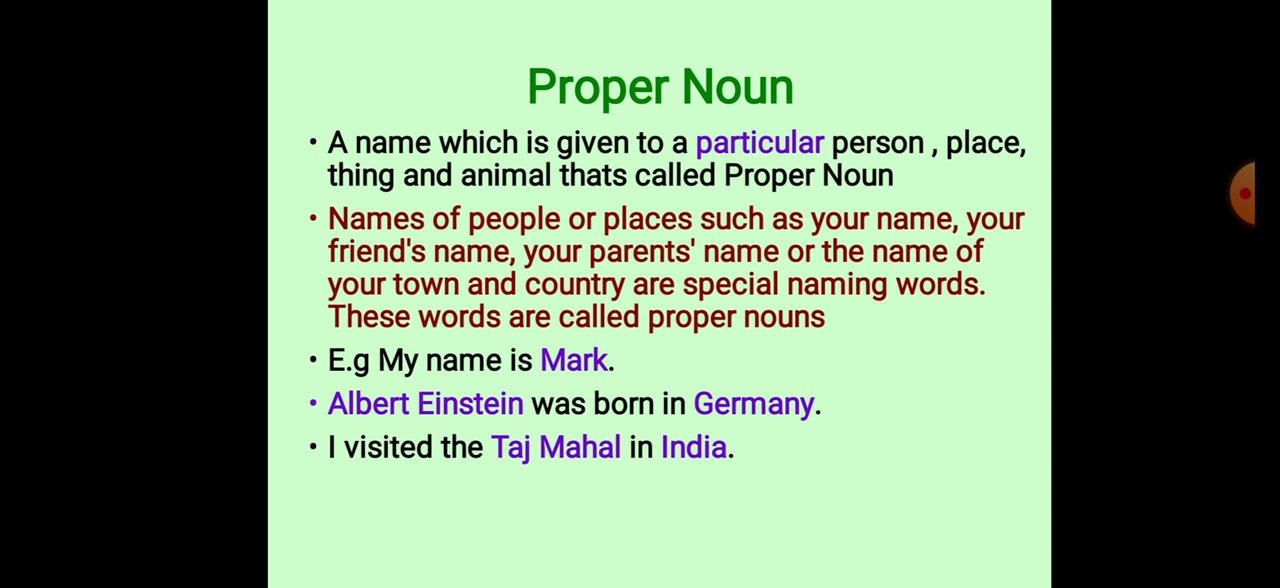 Proper Noun
• A name which is given to a particular person , place,
thing and animal thats called Proper Noun
• Names of people or places such as your name, your
friend's name, your parents' name or the name of
your town and country are special naming words.
These words are called proper nouns
• E.g My name is Mark.
• Albert Einstein was born in Germany.
• I visited the Taj Mahal in India.